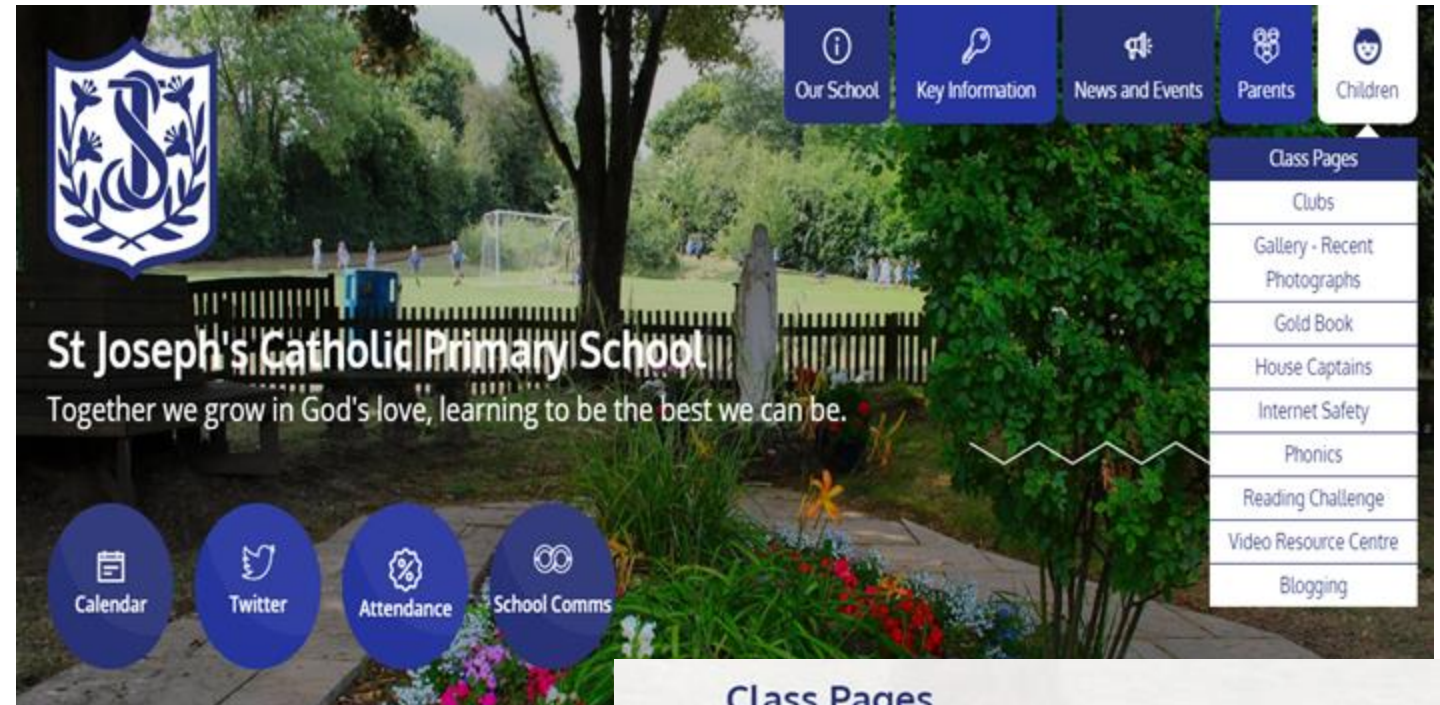 Our School
Key Information
News and Events
Parents
Children
Class Pages
Clubs
Gallery - Recent
Photographs
Gold Book
House Captains
Internet Safety
Phonics
Reading Challenge
Video Resource Centre
Blogging
St Joseph's Catholic Primary School
Together we grow in God's love, learning to be the best we can be.
Calendar
Twitter
Attendance
School Comms
Class Pages